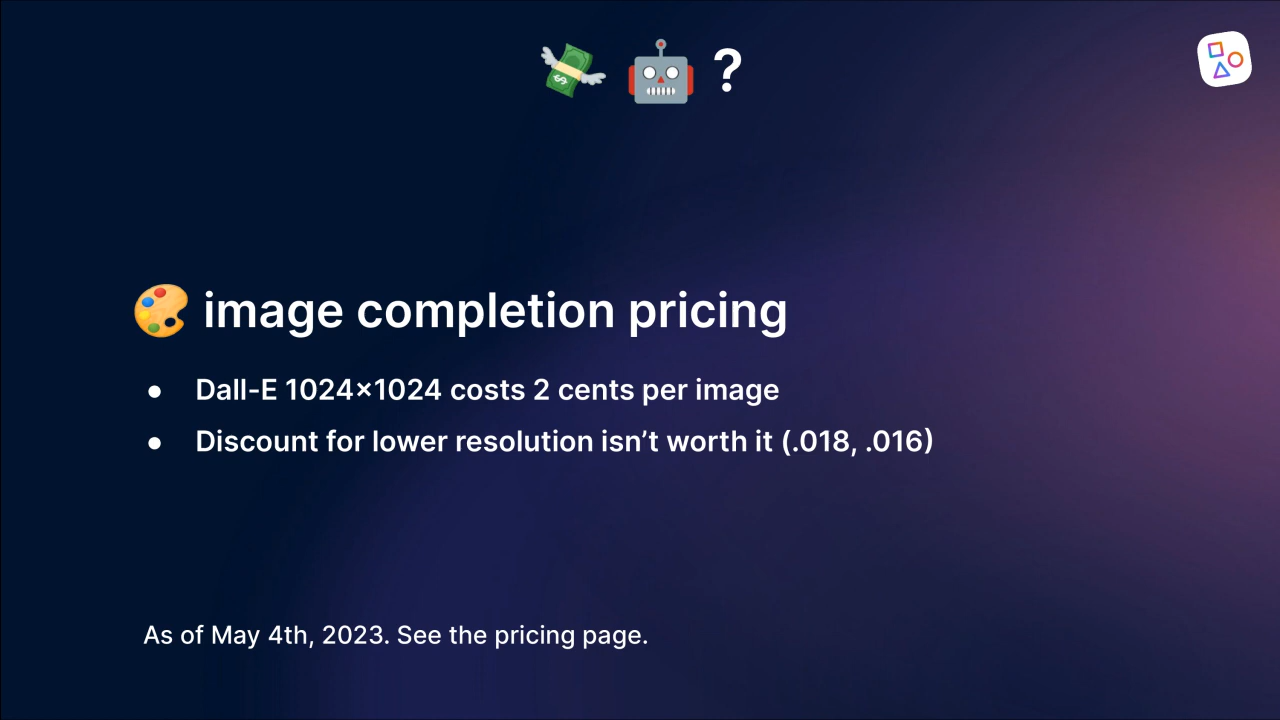 💸 🤖 ?
🎨 image completion pricing
● Dall-E 1024×1024 costs 2 cents per image
● Discount for lower resolution isn’t worth it (.018, .016)
As of May 4th, 2023. See the pricing page.